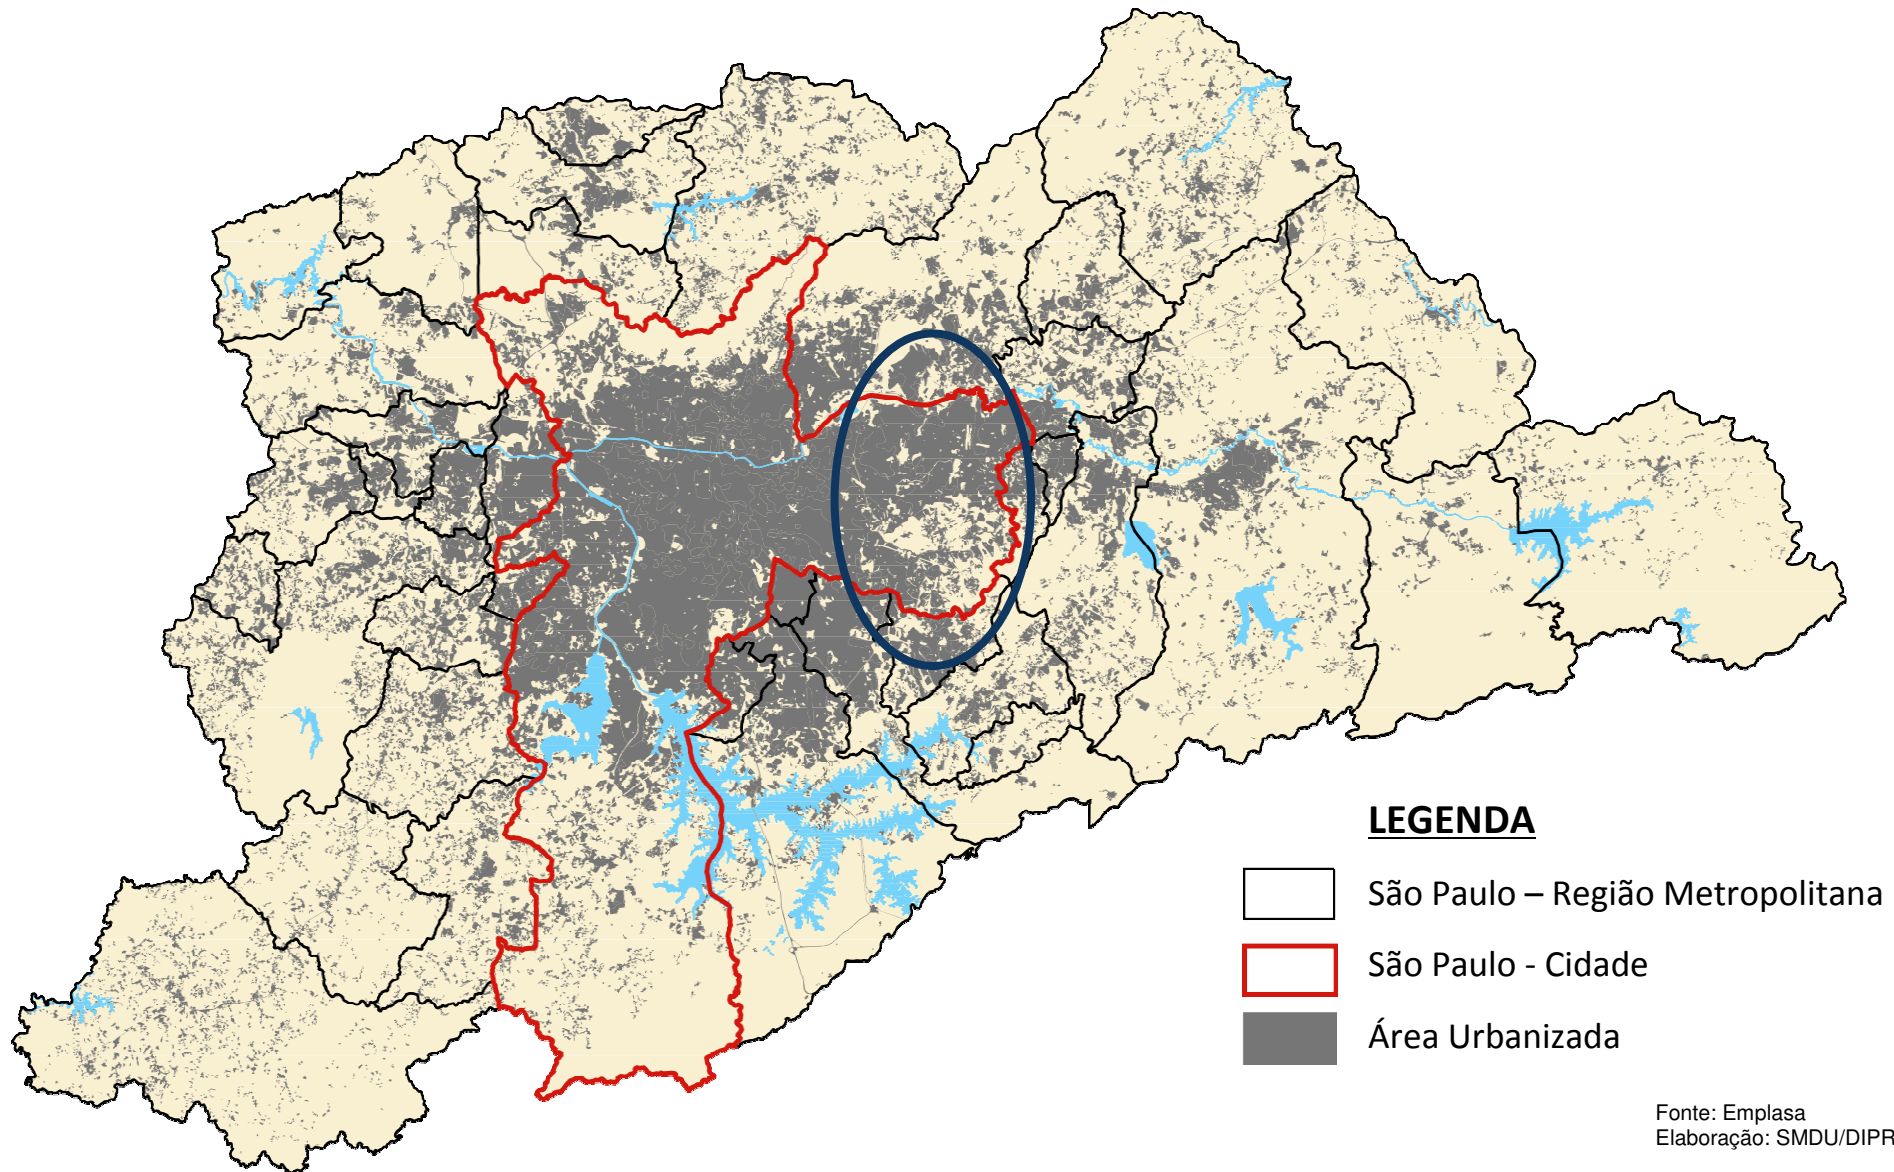 LEGENDA
São Paulo – Região Metropolitana
São Paulo - Cidade
Área Urbanizada
Fonte: Emplasa
Elaboração: SMDU/DIPR